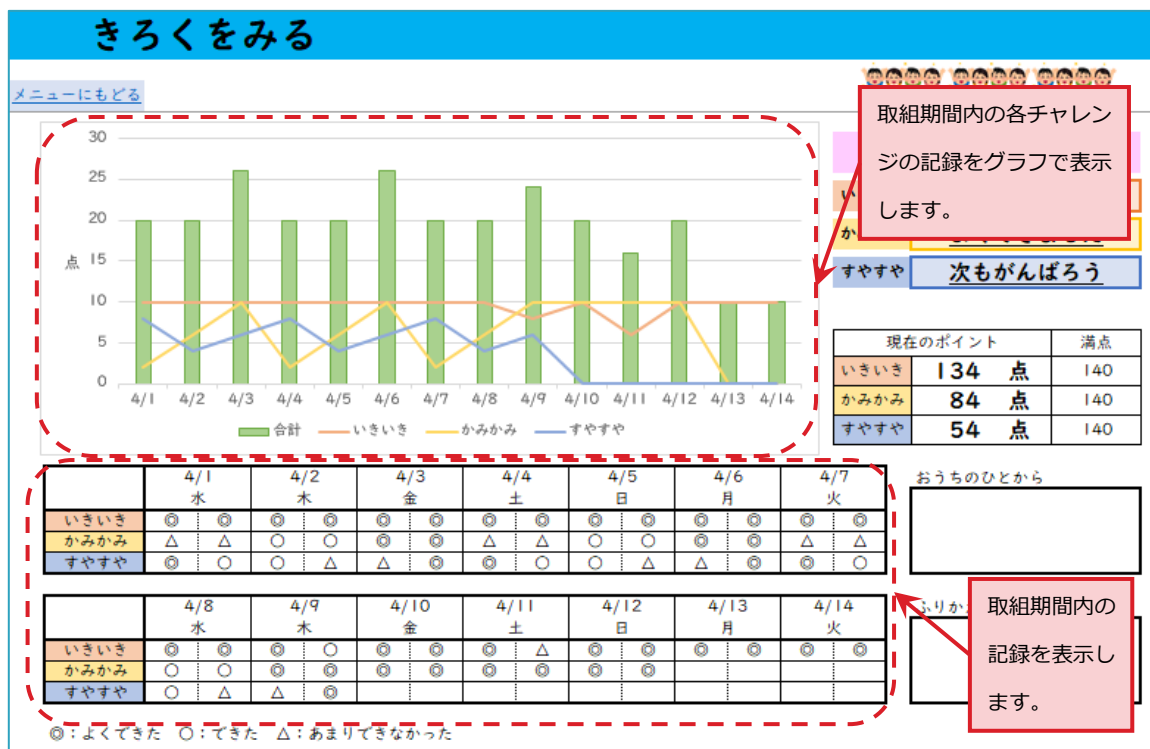 きろくをみる
メニューにもどる
取組期間内の各チャレン
ジの記録をグラフで表示
します。
30
25
20
点
15
10
5
0
4/1 4/2 4/3 4/4 4/5 4/6 4/7 4/8 4/9 4/10 4/11 4/12 4/13 4/14
合計 いきいき かみかみ すやすや
い
か
すやすや 次もがんばろう
現在のポイント 満点
いきいき 134 点 140
かみかみ 84 点 140
すやすや 54 点 140
4/1 4/2 4/3 4/4 4/5 4/6 4/7
水 木 金 土 日 月 火
いきいき ◎ ◎ ◎ ◎ ◎ ◎ ◎ ◎ ◎ ◎ ◎ ◎ ◎ ◎
かみかみ △ △ ○ ○ ◎ ◎ △ △ ○ ○ ◎ ◎ △ △
すやすや ◎ ○ ○ △ △ ◎ ◎ ○ ○ △ △ ◎ ◎ ○
おうちのひとから
4/8 4/9 4/10 4/11 4/12 4/13 4/14
水 木 金 土 日 月 火
いきいき ◎ ◎ ◎ ○ ◎ ◎ ◎ △ ◎ ◎ ◎ ◎ ◎ ◎
かみかみ ○ ○ ◎ ◎ ◎ ◎ ◎ ◎ ◎ ◎
すやすや ○ △ △ ◎
ふりか
取組期間内の
記録を表示し
ます。
◎：よくできた ○：できた △：あまりできなかった